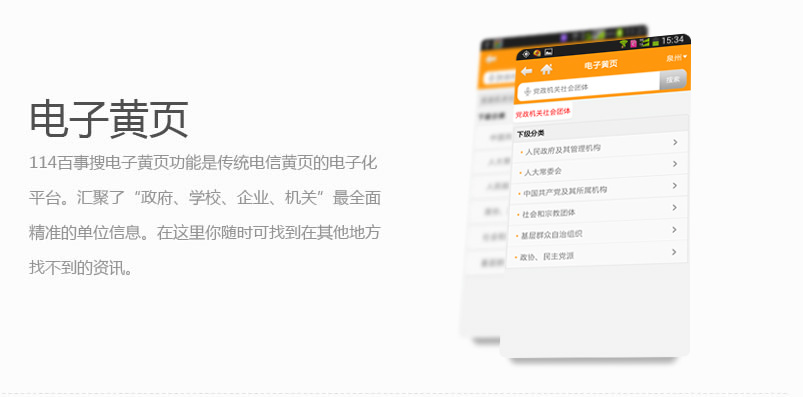 电子黄页
114百事搜电子黄页功能是传统电信黄页的电子化
平台。汇聚了“政府、学校、企业、机关”最全面
精准的单位信息。在这里你随时可找到在其他地方
找不到的资讯。
15:34
电子黄页
泉州
党政机关社会团体
搜索
党政机关社会团体
下级分类
人民政府及其管理机构
人大常委会
中国共产党及其所属机构
社会和宗教团体
基层群众自治组织
政协、民主党派